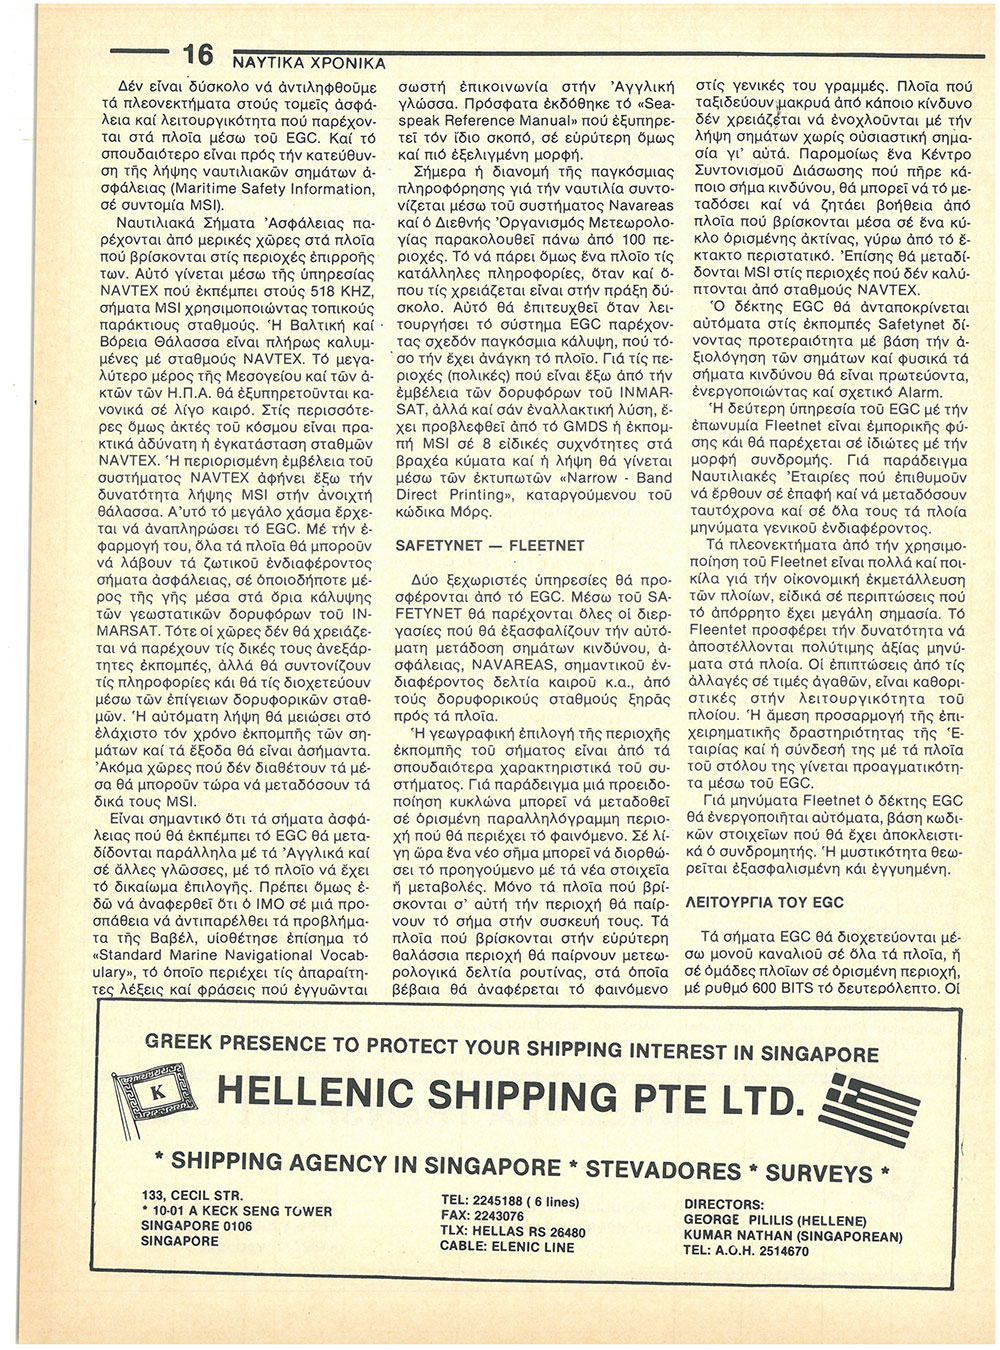 16 ΝΑΥΤΙΚΑ ΧΡΟΝΙΚΑ
Δέν εἶναι δύσκολο νά ἀντιληφθοῦμε
τά πλεονεκτήματα στούς τομεῖς ἀσφά-
λεια καί λειτουργικότητα πού παρέχον-
ται στά πλοῖα μέσω τοῦ EGC. Καί τό
σπουδαιότερο εἶναι πρός τήν κατεύθυν-
ση τῆς λήψης ναυτιλιακῶν σημάτων ἀ-
σφάλειας (Maritime Safety Information,
σέ συντομία MSI).
Ναυτιλιακά Σήματα Ἀσφάλειας πα-
ρέχονται ἀπό μερικές χῶρες στά πλοῖα
πού βρίσκονται στίς περιοχές ἐπιρροῆς
των. Αὐτό γίνεται μέσω τῆς ὑπηρεσίας
NAVTEX πού ἐκπέμπει στούς 518 KHZ,
σήματα MSI χρησιμοποιώντας τοπικούς
παράκτιους σταθμούς. Ἡ Βαλτική καί
Βόρεια Θάλασσα εἶναι πλήρως καλυμ-
μένες μέ σταθμούς NAVTEX. Τό μεγα-
λύτερο μέρος τῆς Μεσογείου καί τῶν ἀ-
κτῶν τῶν Η.Π.Α. θά ἐξυπηρετοῦνται κα-
νονικά σέ λίγο καιρό. Στίς περισσότε-
ρες ὅμως ἀκτές τοῦ κόσμου εἶναι πρα-
κτικά ἀδύνατη ἡ ἐγκατάσταση σταθμῶν
NAVTEX. Ἡ περιορισμένη ἐμβέλεια τοῦ
συστήματος NAVTEX ἀφήνει ἔξω τήν
δυνατότητα λήψης MSI στήν ἀνοιχτή
θάλασσα. Α'υτό τό μεγάλο χάσμα ἔρχε-
ται νά ἀναπληρώσει τό EGC. Μέ τήν ἐ-
φαρμογή του, ὅλα τά πλοῖα θά μποροῦν
νά λάβουν τά ζωτικοῦ ἐνδιαφέροντος
σήματα ἀσφάλειας, σέ ὁποιοδήποτε μέ-
ρος τῆς γῆς μέσα στά ὅρια κάλυψης
τῶν γεωστατικῶν δορυφόρων τοῦ IN-
MARSAT. Τότε οἱ χῶρες δέν θά χρειάζε-
ται νά παρέχουν τίς δικές τους ἀνεξάρ-
τητες ἐκπομπές, ἀλλά θά συντονίζουν
τίς πληροφορίες κάι θά τίς διοχετεύουν
μέσω τῶν ἐπίγειων δορυφορικῶν σταθ-
μῶν. Ἡ αὐτόματη λήψη θά μειώσει στό
ἐλάχιστο τόν χρόνο ἐκπομπῆς τῶν ση-
μάτων καί τά ἔξοδα θά εἶναι ἀσήμαντα.
Ἀκόμα χῶρες πού δέν διαθέτουν τά μέ-
σα θά μποροῦν τώρα νά μεταδόσουν τά
δικά τους MSI.
Εἶναι σημαντικό ὅτι τά σήματα ἀσφά-
λειας πού θά ἐκπέμπει τό EGC θά μετα-
δίδονται παράλληλα μέ τά Ἀγγλικά καί
σέ ἄλλες γλῶσσες, μέ τό πλοῖο νά ἔχει
τό δικαίωμα ἐπιλογῆς. Πρέπει ὅμως ἐ-
δῶ νά ἀναφερθεῖ ὅτι ὁ IMO σέ μιά προ-
σπάθεια νά ἀντιπαρέλθει τά προβλήμα-
τα τῆς Βαβέλ, υἱοθέτησε ἐπίσημα τό
«Standard Marine Navigational Vocab-
ulary», τό ὁποῖο περιέχει τίς ἀπαραίτη-
τες λέξεις καί φράσεις πού ἐγγυῶνται
σωστή ἐπικοινωνία στήν Ἀγγλική
γλώσσα. Πρόσφατα ἐκδόθηκε τό «Sea-
speak Reference Manual» πού ἐξυπηρε-
τεῖ τόν ἴδιο σκοπό, σέ εὐρύτερη ὅμως
καί πιό ἐξελιγμένη μορφή.
Σήμερα ἡ διανομή τῆς παγκόσμιας
πληροφόρησης γιά τήν ναυτιλία συντο-
νίζεται μέσω τοῦ συστήματος Navareas
καί ὁ Διεθνής Ὀργανισμός Μετεωρολο-
γίας παρακολουθεῖ πάνω ἀπό 100 πε-
ριοχές. Τό νά πάρει ὅμως ἕνα πλοῖο τίς
κατάλληλες πληροφορίες, ὅταν καί ὅ-
που τίς χρειάζεται εἶναι στήν πράξη δύ-
σκολο. Αὐτό θά ἐπιτευχθεῖ ὅταν λει-
τουργήσει τό σύστημα EGC παρέχον-
τας σχεδόν παγκόσμια κάλυψη, πού τό-
σο τήν ἔχει ἀνάγκη τό πλοῖο. Γιά τίς πε-
ριοχές (πολικές) πού εἶναι ἔξω ἀπό τήν
ἐμβέλεια τῶν δορυφόρων τοῦ INMAR-
SAT, ἀλλά καί σάν ἐναλλακτική λύση, ἔ-
χει προβλεφθεῖ ἀπό τό GMDS ἡ ἐκπομ-
πή MSI σέ 8 εἰδικές συχνότητες στά
βραχέα κύματα καί ἡ λήψη θά γίνεται
μέσω τῶν ἐκτυπωτῶν «Narrow - Band
Direct Printing», καταργούμενου τοῦ
κώδικα Μόρς.
SAFETYNET — FLEETNET
Δύο ξεχωριστές ὑπηρεσίες θά προ-
σφέρονται ἀπό τό EGC. Μέσω τοῦ SA-
FETYNET θά παρέχονται ὅλες οἱ διερ-
γασίες πού θά ἐξασφαλίζουν τήν αὐτό-
ματη μετάδοση σημάτων κινδύνου, ἀ-
σφάλειας, NAVAREAS, σημαντικοῦ ἐν-
διαφέροντος δελτία καιροῦ κ.α., ἀπό
τούς δορυφορικούς σταθμούς ξηρᾶς
πρός τά πλοῖα.
Ἡ γεωγραφική ἐπιλογή τῆς περιοχῆς
ἐκπομπῆς τοῦ σήματος εἶναι ἀπό τά
σπουδαιότερα χαρακτηριστικά τοῦ συ-
στήματος. Γιά παράδειγμα μιά προειδο-
ποίηση κυκλώνα μπορεῖ νά μεταδοθεῖ
σέ ὁρισμένη παραλληλόγραμμη περιο-
χή πού θά περιέχει τό φαινόμενο. Σέ λί-
γη ὥρα ἕνα νέο σῆμα μπορεῖ νά διορθώ-
σει τό προηγούμενο μέ τά νέα στοιχεῖα
ἤ μεταβολές. Μόνο τά πλοῖα πού βρί-
σκονται σ' αὐτή τήν περιοχή θά παίρ-
νουν τό σῆμα στήν συσκευή τους. Τά
πλοῖα πού βρίσκονται στήν εὐρύτερη
θαλάσσια περιοχή θά παίρνουν μετεω-
ρολογικά δελτία ρουτίνας, στά ὁποῖα
βέβαια θά ἀναφέρεται τό φαινόμενο
στίς γενικές του γραμμές. Πλοῖα πού
ταξιδεύουν μακρυά ἀπό κάποιο κίνδυνο
δέν χρειάζεται νά ἐνοχλοῦνται μέ τήν
λήψη σημάτων χωρίς οὐσιαστική σημα-
σία γι' αὐτά. Παρομοίως ἕνα Κέντρο
Συντονισμοῦ Διάσωσης πού πῆρε κά-
ποιο σῆμα κινδύνου, θά μπορεῖ νά τό με-
ταδόσει καί νά ζητάει βοήθεια ἀπό
πλοῖα πού βρίσκονται μέσα σέ ἕνα κύ-
κλο ὁρισμένης ἀκτίνας, γύρω ἀπό τό ἔ-
κτακτο περιστατικό. Ἐπίσης θά μεταδί-
δονται MSI στίς περιοχές πού δέν καλύ-
πτονται ἀπό σταθμούς NAVTEX.
Ὁ δέκτης EGC θά ἀνταποκρίνεται
αὐτόματα στίς ἐκπομπές Safetynet δί-
νοντας προτεραιότητα μέ βάση τήν ἀ-
ξιολόγηση τῶν σημάτων καί φυσικά τά
σήματα κινδύνου θά εἶναι πρωτεύοντα,
ἐνεργοποιώντας καί σχετικό Alarm.
Ἡ δεύτερη ὑπηρεσία τοῦ EGC μέ τήν
ἐπωνυμία Fleetnet εἶναι ἐμπορικῆς φύ-
σης κάι θά παρέχεται σέ ἰδιῶτες μέ τήν
μορφή συνδρομῆς. Γιά παράδειγμα
Ναυτιλιακές Ἑταιρίες πού ἐπιθυμοῦν
νά ἔρθουν σέ ἐπαφή καί νά μεταδόσουν
ταυτόχρονα καί σέ ὅλα τους τά πλοία
μηνύματα γενικοῦ ἐνδιαφέροντος.
Τά πλεονεκτήματα ἀπό τήν χρησιμο-
ποίηση τοῦ Fleetnet εἶναι πολλά καί ποι-
κίλα γιά τήν οἰκονομική ἐκμετάλλευση
τῶν πλοίων, εἰδικά σέ περιπτώσεις πού
τό ἀπόρρητο ἔχει μεγάλη σημασία. Τό
Fleentet προσφέρει τήν δυνατότητα νά
ἀποστέλλονται πολύτιμης ἀξίας μηνύ-
ματα στά πλοία. Οἱ ἐπιπτώσεις ἀπό τίς
ἀλλαγές σέ τιμές ἀγαθῶν, εἶναι καθορι-
στικές στήν λειτουργικότητα τοῦ
πλοίου. Ἡ ἄμεση προσαρμογή τῆς ἐπι-
χειρηματικῆς δραστηριότητας τῆς Ἑ-
ταιρίας καί ἡ σύνδεσή της μέ τά πλοῖα
τοῦ στόλου της γίνεται πραγματικότη-
τα μέσω τοῦ EGC.
Γιά μηνύματα Fleetnet ὁ δέκτης EGC
θά ἐνεργοποιῆται αὐτόματα, βάση κωδι-
κῶν στοιχείων πού θά ἔχει ἀποκλειστι-
κά ὁ συνδρομητής. Ἡ μυστικότητα θεω-
ρεῖται ἐξασφαλισμένη κάι ἐγγυημένη.
ΛΕΙΤΟΥΡΓΙΑ ΤΟΥ EGC
Τά σήματα EGC θά διοχετεύονται μέ-
σω μονοῦ καναλιοῦ σέ ὅλα τά πλοῖα, ἤ
σέ ὁμάδες πλοίων σέ ὁρισμένη περιοχή,
μέ ρυθμό 600 BITS τό δευτερόλεπτο. Οἱ
GREEK PRESENCE TO PROTECT YOUR SHIPPING INTEREST IN SINGAPORE
K HELLENIC SHIPPING PTE LTD.
* SHIPPING AGENCY IN SINGAPORE * STEVADORES * SURVEYS *
133, CECIL STR.
* 10-01 A KECK SENG TOWER
SINGAPORE 0106
SINGAPORE
TEL: 2245188 ( 6 lines)
FAX: 2243076
TLX: HELLAS RS 26480
CABLE: ELENIC LINE
DIRECTORS:
GEORGE PILILIS (HELLENE)
KUMAR NATHAN (SINGAPOREAN)
TEL: A.O.H. 2514670